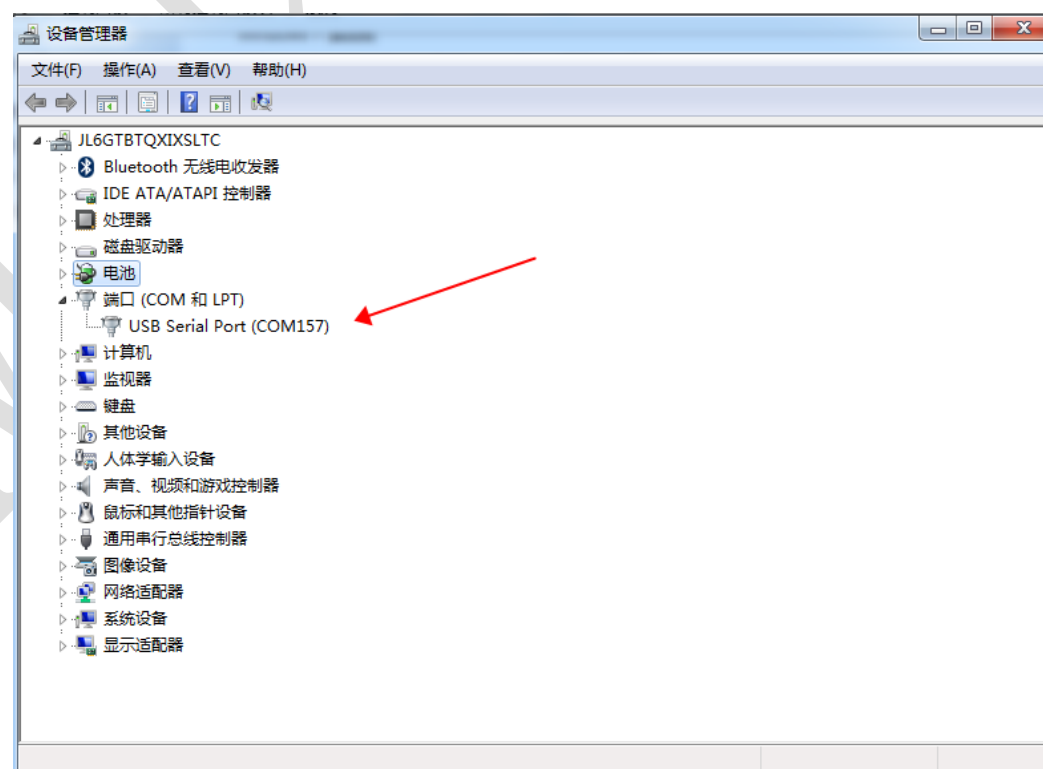 设备管理器
文件(F) 操作(A) 查看(V) 帮助(H)
JL6GTBTQXIXSLTC
Bluetooth 无线电收发器
IDE ATA/ATAPI 控制器
处理器
磁盘驱动器
电池
端口 (COM 和 LPT)
USB Serial Port (COM157)
计算机
监视器
键盘
其他设备
人体学输入设备
声音、视频和游戏控制器
鼠标和其他指针设备
通用串行总线控制器
图像设备
网络适配器
系统设备
显示适配器